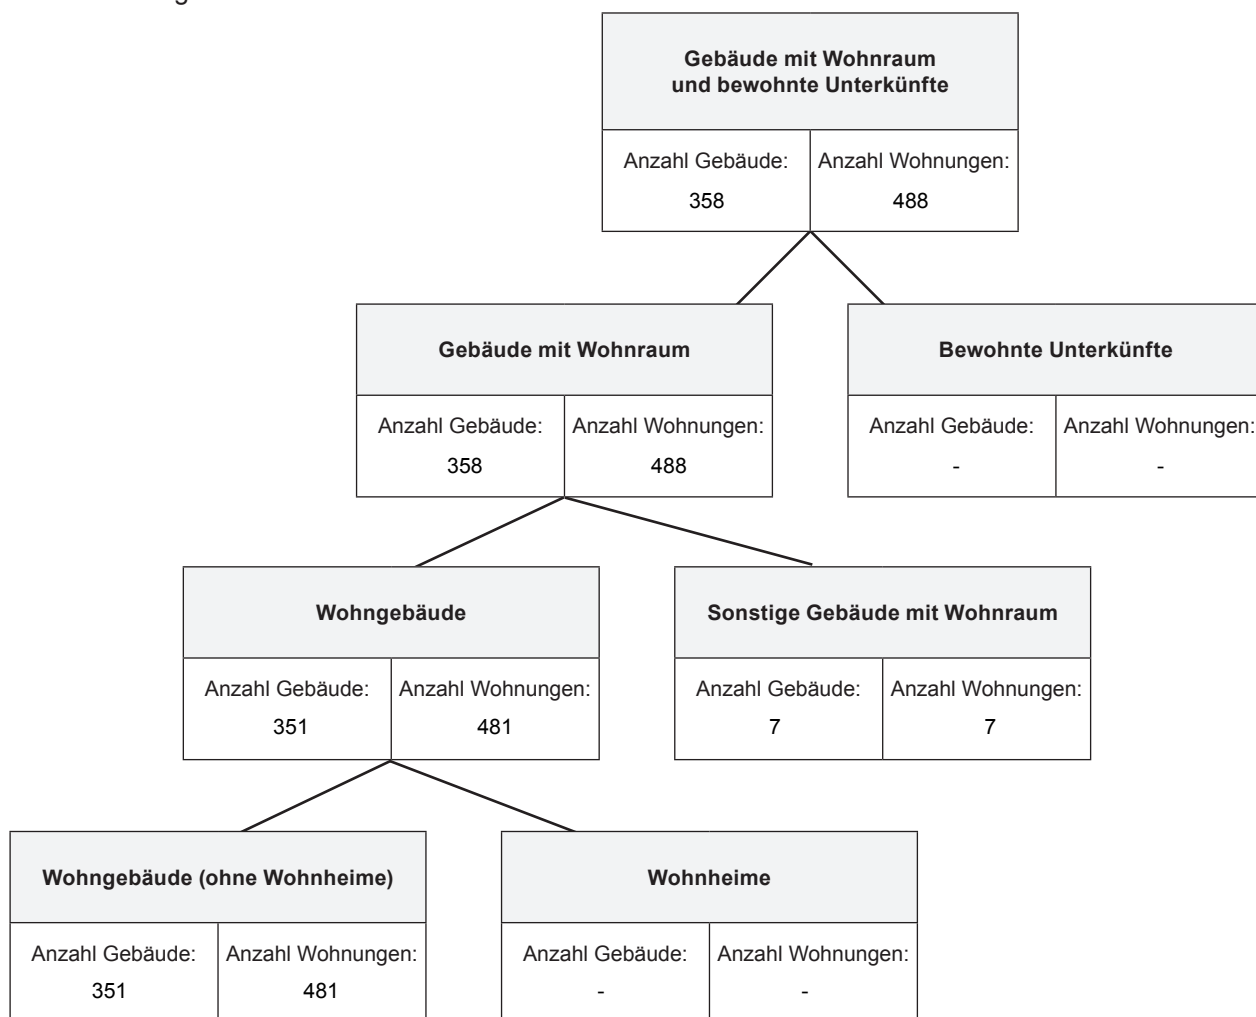 Gebäude mit Wohnraum
und bewohnte Unterkünfte
Anzahl Gebäude: Anzahl Wohnungen:
358 488
Gebäude mit Wohnraum
Bewohnte Unterkünfte
Anzahl Gebäude: Anzahl Wohnungen:
358 488
Anzahl Gebäude: Anzahl Wohnungen:
- -
Wohngebäude
Sonstige Gebäude mit Wohnraum
Anzahl Gebäude: Anzahl Wohnungen:
351 481
Anzahl Gebäude: Anzahl Wohnungen:
7 7
Wohngebäude (ohne Wohnheime)
Wohnheime
Anzahl Gebäude: Anzahl Wohnungen:
351 481
Anzahl Gebäude: Anzahl Wohnungen:
- -